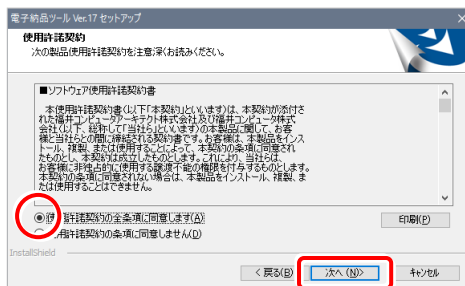 電子納品ツール Ver.17 セットアップ
使用許諾契約
次の製品使用許諾契約を注意深くお読みください。
■ソフトウェア使用許諾契約書
本使用許諾契約書(以下「本契約」といいます)は、本契約が添付さ
れた福井コンピュータアーキテクト株式会社及び福井コンピュータ株式
会社(以下、総称して「当社」といいます)の本製品に関して、お客
様と当社との間に締結される契約書です。お客様は、本製品をインス
トール、複製、または使用することによって、本契約の条項に同意され
たものとし、本契約は成立したものとします。これにより、当社は、
お客様に非独占的に使用する譲渡不能の権限を付与するものとします。
本契約の条項に同意されない場合は、本製品をインストール、複製、ま
たは使用することはできません。
使用許諾契約の全条項に同意します(A)
使用許諾契約の条項に同意しません(D)
印刷(P)
InstallShield
< 戻る(B)
次へ (N)>
キャンセル